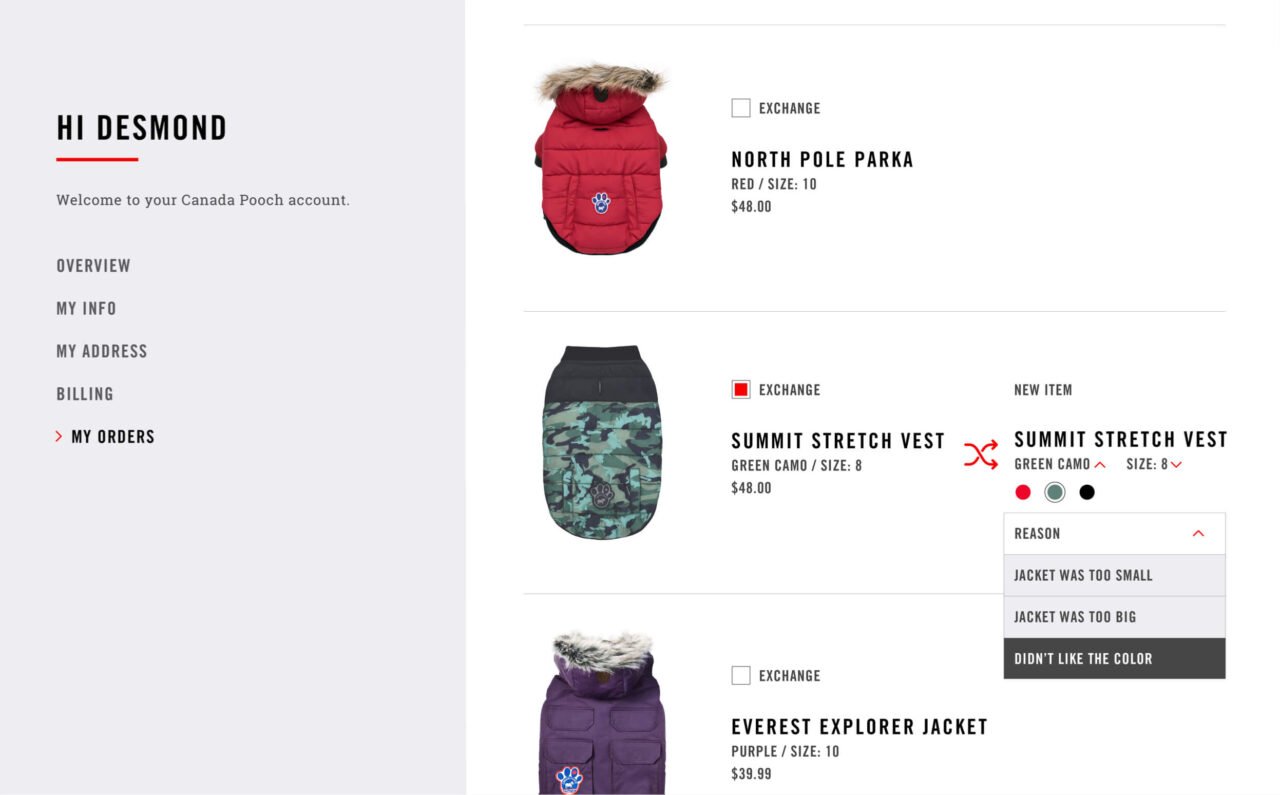 HI DESMOND
Welcome to your Canada Pooch account.
OVERVIEW
MY INFO
MY ADDRESS
BILLING
MY ORDERS
EXCHANGE
NORTH POLE PARKA
RED / SIZE: 10
$48.00
EXCHANGE
SUMMIT STRETCH VEST
GREEN CAMO / SIZE: 8
$48.00
NEW ITEM
SUMMIT STRETCH VEST
GREEN CAMO SIZE: 8
REASON
JACKET WAS TOO SMALL
JACKET WAS TOO BIG
DIDN'T LIKE THE COLOR
EXCHANGE
EVEREST EXPLORER JACKET
PURPLE / SIZE: 10
$39.99